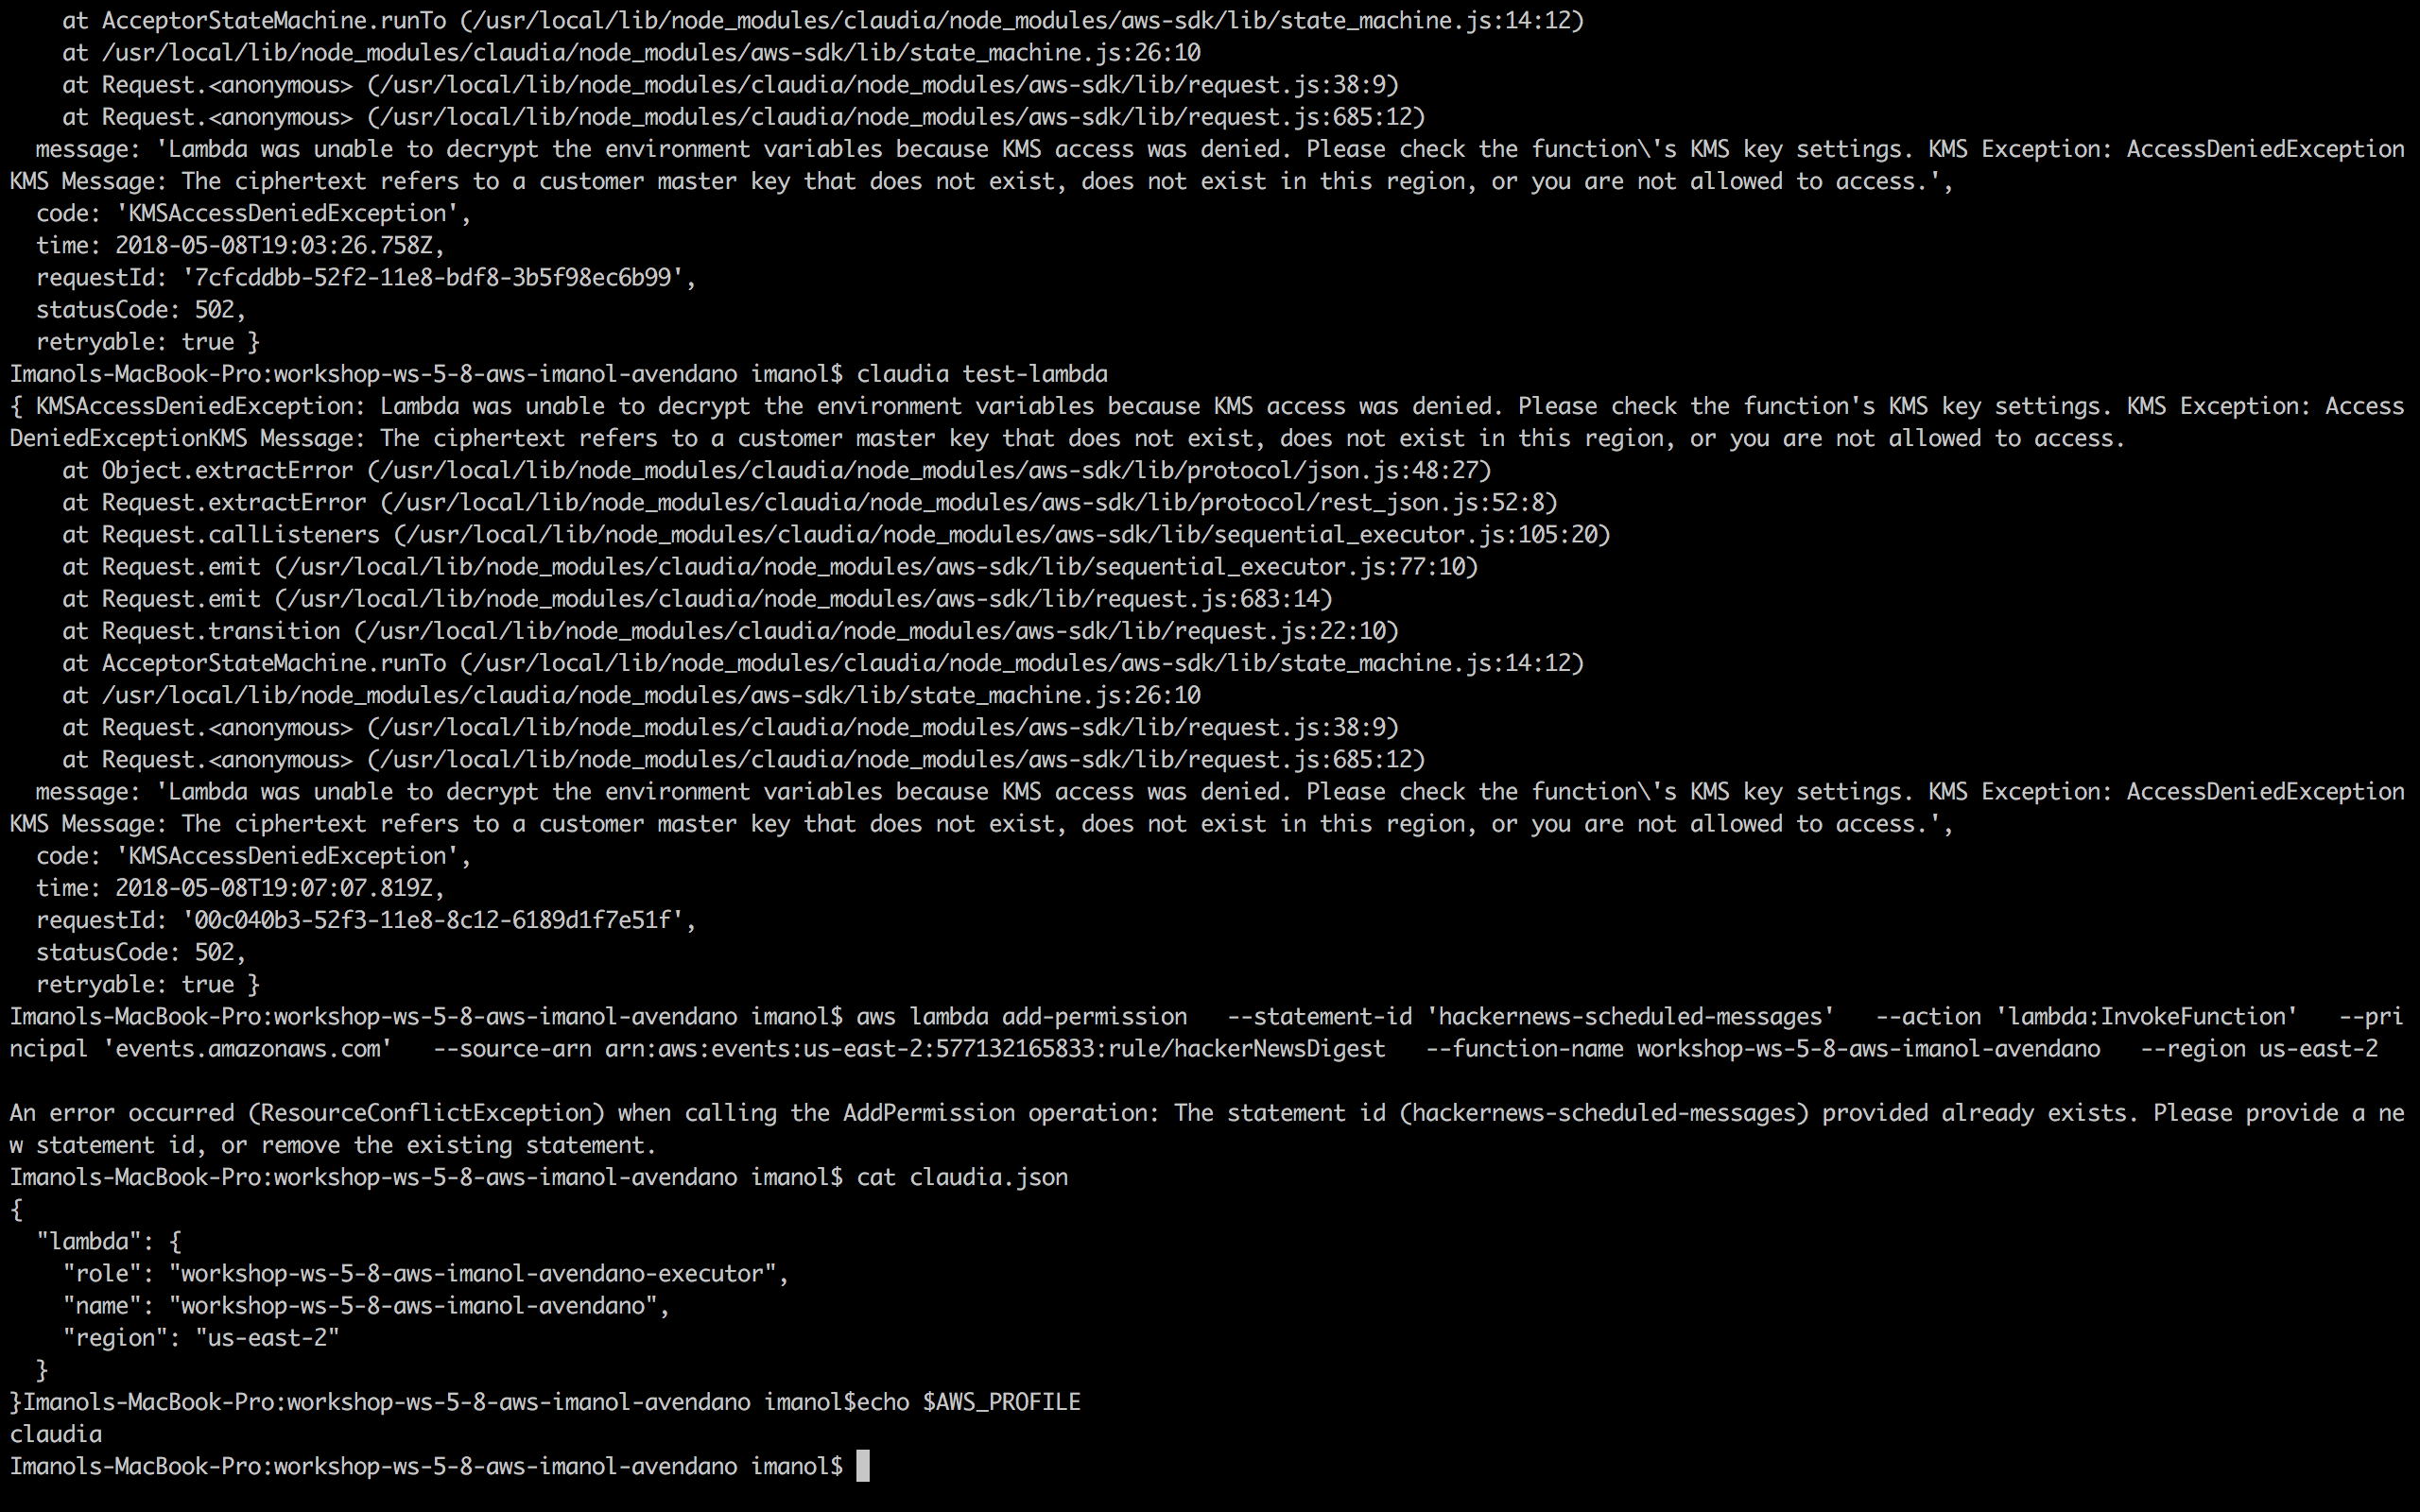 at AcceptorStateMachine.runTo (/usr/local/lib/node_modules/claudia/node_modules/aws-sdk/lib/state_machine.js:14:12)
    at /usr/local/lib/node_modules/claudia/node_modules/aws-sdk/lib/state_machine.js:26:10
    at Request.<anonymous> (/usr/local/lib/node_modules/claudia/node_modules/aws-sdk/lib/request.js:38:9)
    at Request.<anonymous> (/usr/local/lib/node_modules/claudia/node_modules/aws-sdk/lib/request.js:685:12)
  message: 'Lambda was unable to decrypt the environment variables because KMS access was denied. Please check the function\'s KMS key settings. KMS Exception: AccessDeniedException
KMS Message: The ciphertext refers to a customer master key that does not exist, does not exist in this region, or you are not allowed to access.',
  code: 'KMSAccessDeniedException',
  time: 2018-05-08T19:03:26.758Z,
  requestId: '7cfcddbb-52f2-11e8-bdf8-3b5f98ec6b99',
  statusCode: 502,
  retryable: true }
Imanols-MacBook-Pro:workshop-ws-5-8-aws-imanol-avendano imanol$ claudia test-lambda
{ KMSAccessDeniedException: Lambda was unable to decrypt the environment variables because KMS access was denied. Please check the function's KMS key settings. KMS Exception: Access
DeniedExceptionKMS Message: The ciphertext refers to a customer master key that does not exist, does not exist in this region, or you are not allowed to access.
    at Object.extractError (/usr/local/lib/node_modules/claudia/node_modules/aws-sdk/lib/protocol/json.js:48:27)
    at Request.extractError (/usr/local/lib/node_modules/claudia/node_modules/aws-sdk/lib/protocol/rest_json.js:52:8)
    at Request.callListeners (/usr/local/lib/node_modules/claudia/node_modules/aws-sdk/lib/sequential_executor.js:105:20)
    at Request.emit (/usr/local/lib/node_modules/claudia/node_modules/aws-sdk/lib/sequential_executor.js:77:10)
    at Request.emit (/usr/local/lib/node_modules/claudia/node_modules/aws-sdk/lib/request.js:683:14)
    at Request.transition (/usr/local/lib/node_modules/claudia/node_modules/aws-sdk/lib/request.js:22:10)
    at AcceptorStateMachine.runTo (/usr/local/lib/node_modules/claudia/node_modules/aws-sdk/lib/state_machine.js:14:12)
    at /usr/local/lib/node_modules/claudia/node_modules/aws-sdk/lib/state_machine.js:26:10
    at Request.<anonymous> (/usr/local/lib/node_modules/claudia/node_modules/aws-sdk/lib/request.js:38:9)
    at Request.<anonymous> (/usr/local/lib/node_modules/claudia/node_modules/aws-sdk/lib/request.js:685:12)
  message: 'Lambda was unable to decrypt the environment variables because KMS access was denied. Please check the function\'s KMS key settings. KMS Exception: AccessDeniedException
KMS Message: The ciphertext refers to a customer master key that does not exist, does not exist in this region, or you are not allowed to access.',
  code: 'KMSAccessDeniedException',
  time: 2018-05-08T19:07:07.819Z,
  requestId: '00c040b3-52f3-11e8-8c12-6189d1f7e51f',
  statusCode: 502,
  retryable: true }
Imanols-MacBook-Pro:workshop-ws-5-8-aws-imanol-avendano imanol$ aws lambda add-permission   --statement-id 'hackernews-scheduled-messages'   --action 'lambda:InvokeFunction'   --pri
ncipal 'events.amazonaws.com'   --source-arn arn:aws:events:us-east-2:577132165833:rule/hackerNewsDigest   --function-name workshop-ws-5-8-aws-imanol-avendano   --region us-east-2

An error occurred (ResourceConflictException) when calling the AddPermission operation: The statement id (hackernews-scheduled-messages) provided already exists. Please provide a ne
w statement id, or remove the existing statement.
Imanols-MacBook-Pro:workshop-ws-5-8-aws-imanol-avendano imanol$ cat claudia.json
{
  "lambda": {
    "role": "workshop-ws-5-8-aws-imanol-avendano-executor",
    "name": "workshop-ws-5-8-aws-imanol-avendano",
    "region": "us-east-2"
  }
}Imanols-MacBook-Pro:workshop-ws-5-8-aws-imanol-avendano imanol$echo $AWS_PROFILE
claudia
Imanols-MacBook-Pro:workshop-ws-5-8-aws-imanol-avendano imanol$